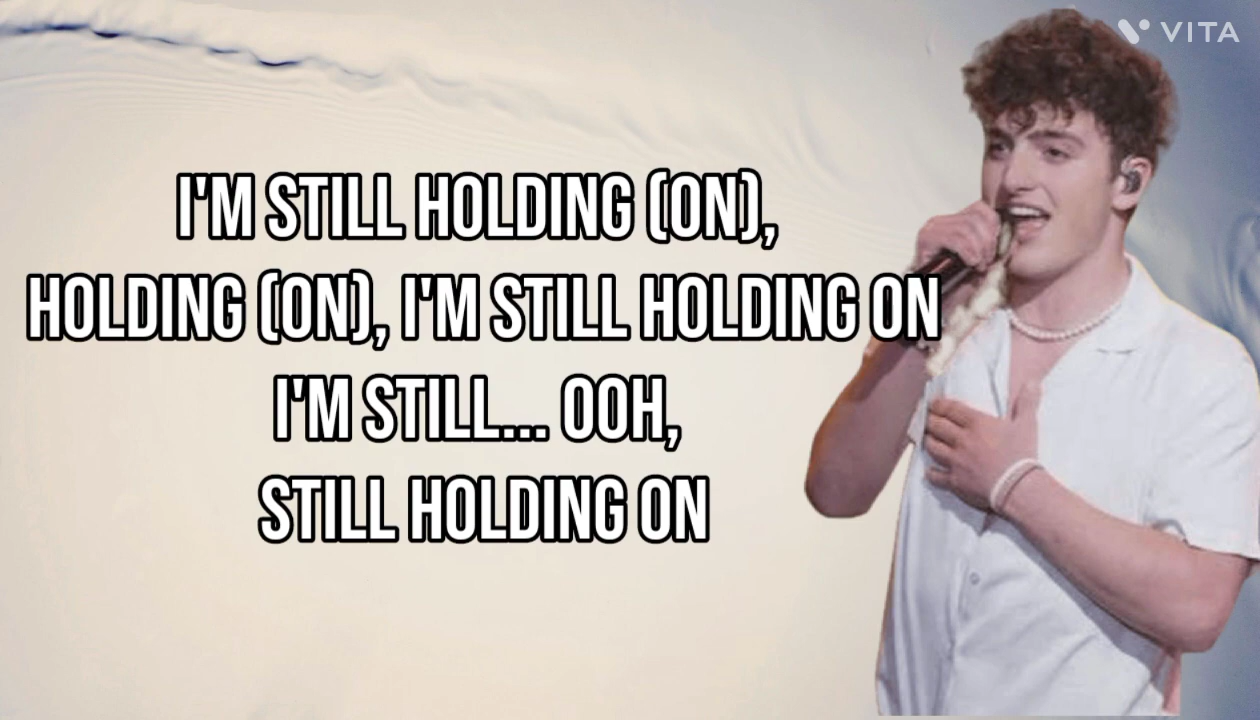 VITA
I'M STILL HOLDING (ON),
HOLDING (ON), I'M STILL HOLDING ON
I'M STILL... OOH,
STILL HOLDING ON